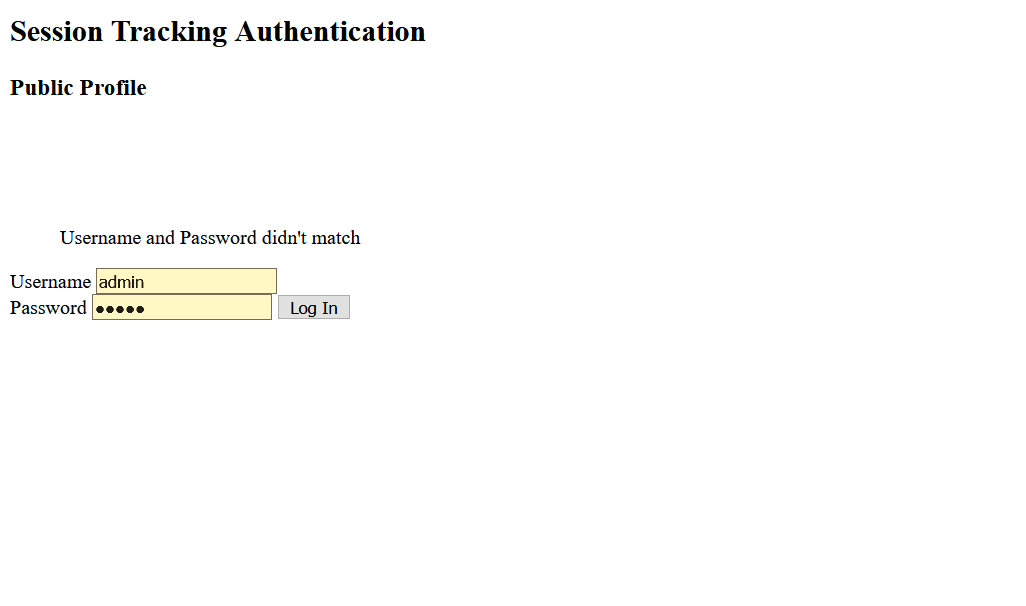 Session Tracking Authentication
Public Profile
Username and Password didn't match
Username admin
Password ●●●●● Log In